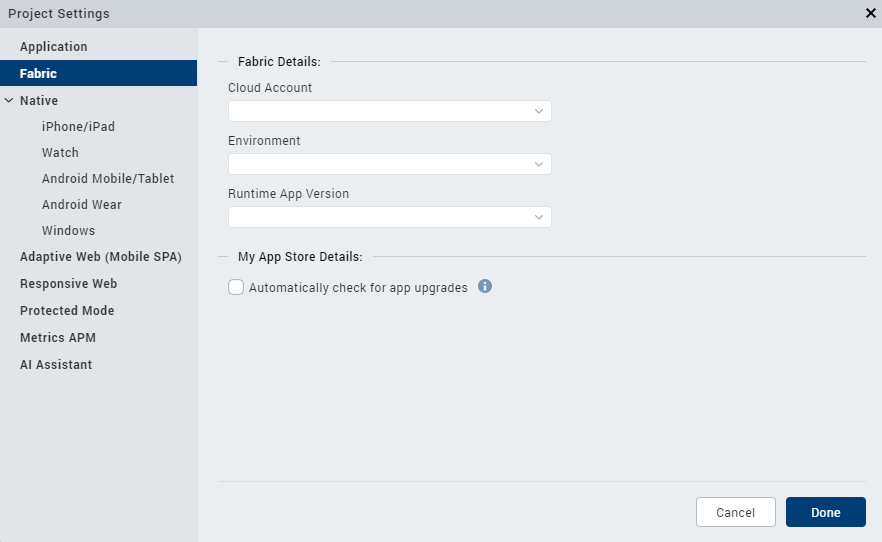 Project Settings
Application
Fabric
Native
iPhone/iPad
Watch
Android Mobile/Tablet
Android Wear
Windows
Adaptive Web (Mobile SPA)
Responsive Web
Protected Mode
Metrics APM
AI Assistant
Fabric Details:
Cloud Account
Environment
Runtime App Version
My App Store Details:
Automatically check for app upgrades
Cancel
Done